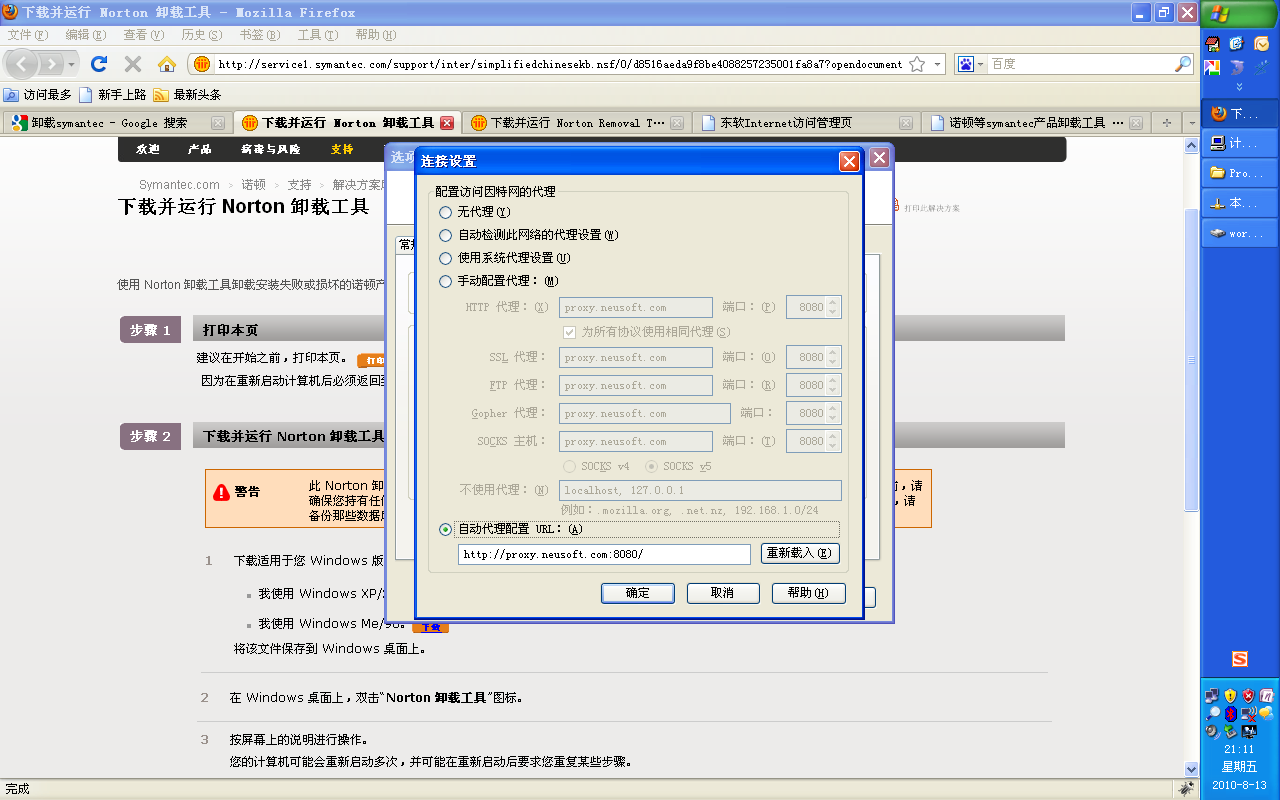 下载并运行 Norton 卸载工具 - Mozilla Firefox
文件(F) 编辑(E) 查看(V) 历史(S) 书签(B) 工具(T) 帮助(H)
http://service1.symantec.com/support/inter/simplifiedchinesekb.nsf/0/d8516aeda9f8be4088257235001fa8a7?opendocument
百度
访问最多 新手上路 最新头条
卸载symantec - Google 搜索
下载并运行 Norton 卸载工具
下载并运行 Norton Removal T...
东软Internet访问管理页
诺顿等symantec产品卸载工具 ...
欢迎 产品 病毒与风险 支持
Symantec.com > 诺顿 > 支持 > 解决方案
下载并运行 Norton 卸载工具
打印此解决方案
使用 Norton 卸载工具卸载安装失败或损坏的诺顿产
步骤 1 打印本页
建议在开始之前，打印本页。 打印
因为在重新启动计算机后必须返回至
步骤 2 下载并运行 Norton 卸载工具
警告
此 Norton 卸
前，请
确保您持有任何
，请
备份那些数据库
1 下载适用于您 Windows 版
我使用 Windows XP/2
我使用 Windows Me/98。 下载
将该文件保存到 Windows 桌面上。
2 在 Windows 桌面上，双击“Norton 卸载工具”图标。
3 按屏幕上的说明进行操作。
您的计算机可能会重新启动多次，并可能在重新启动后要求您重复某些步骤。
选项
常规
连接设置
配置访问因特网的代理
无代理(Y)
自动检测此网络的代理设置(W)
使用系统代理设置(U)
手动配置代理：(M)
HTTP 代理：(X) proxy.neusoft.com 端口：(P) 8080
为所有协议使用相同代理(S)
SSL 代理： proxy.neusoft.com 端口：(O) 8080
FTP 代理： proxy.neusoft.com 端口：(R) 8080
Gopher 代理： proxy.neusoft.com 端口： 8080
SOCKS 主机： proxy.neusoft.com 端口：(T) 8080
SOCKS v4 SOCKS v5
不使用代理：(N) localhost, 127.0.0.1
例如：.mozilla.org, .net.nz, 192.168.1.0/24
自动代理配置 URL：(A)
http://proxy.neusoft.com:8080/ 重新载入(E)
确定 取消 帮助(H)
完成
下...
计...
Pro...
本...
wor...
21:11
星期五
2010-8-13